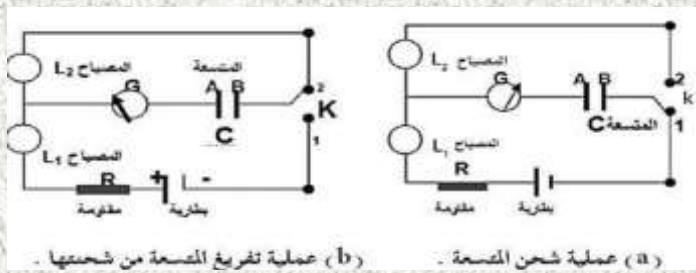 المصباح L₂
G
المتسعة
A B
2
K
C
1
المصباح L₁
R
+
-
مقاومة
بطارية
(b) عملية تفريغ المتسعة من شحنتها .
المصباح L₂
G
A B
2
k
المتسعة C
1
المصباح L₁
R
مقاومة
بطارية
(a) عملية شحن المتسعة .